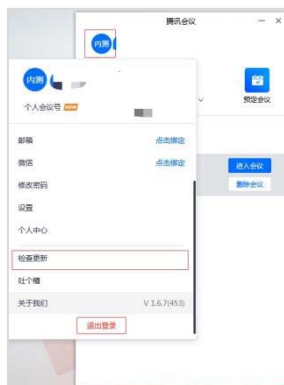 腾讯会议
内测
内测
个人会议号 NEW
预定会议
邮箱 点击绑定
微信 点击绑定
进入会议
修改密码
删除会议
设置
个人中心
检查更新
吐个槽
关于我们 V 1.6.7(453)
退出登录